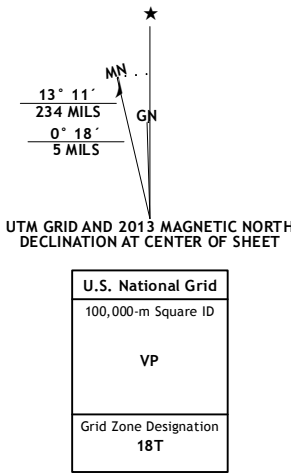 ★
MN
GN
13° 11´
234 MILS
0° 18´
5 MILS
UTM GRID AND 2013 MAGNETIC NORTH
DECLINATION AT CENTER OF SHEET
U.S. National Grid
100,000-m Square ID
VP
Grid Zone Designation
18T